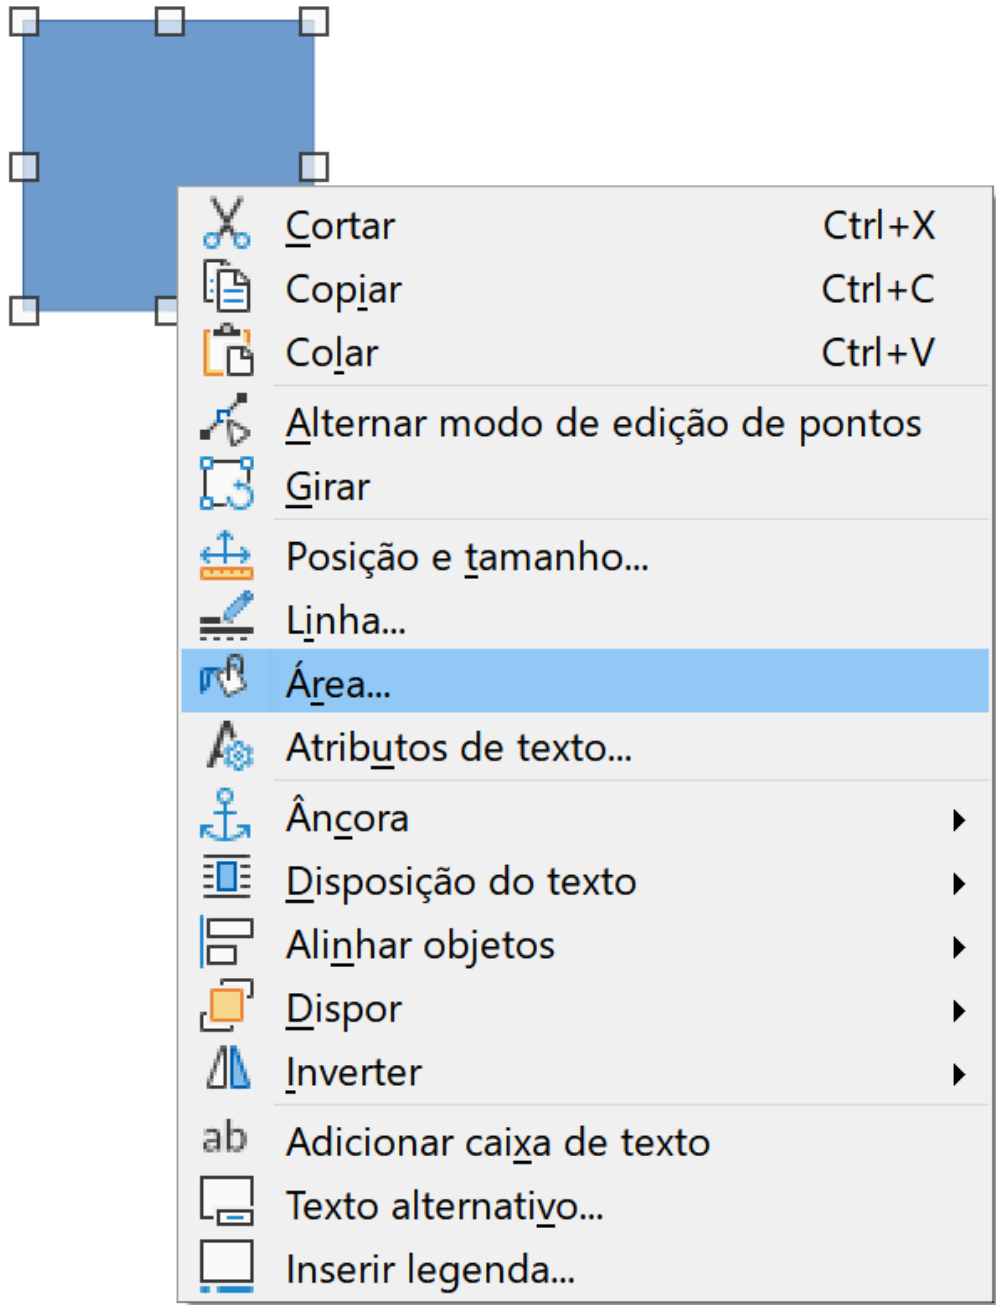 Cortar Ctrl+X
Copiar Ctrl+C
Colar Ctrl+V
Alternar modo de edição de pontos
Girar
Posição e tamanho...
Linha...
Área...
Atributos de texto...
Âncora
Disposição do texto
Alinhar objetos
Dispor
Inverter
ab Adicionar caixa de texto
Texto alternativo...
Inserir legenda...